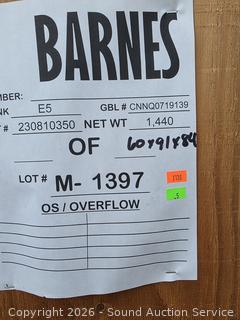 BARNES
MBER:
NK E5 GBL # CNNQ0719139
T # 230810350 NET WT 1,440
OF 60x91x84
LOT # M- 1397
OS / OVERFLOW
Copyright © 2026 - Sound Auction Service